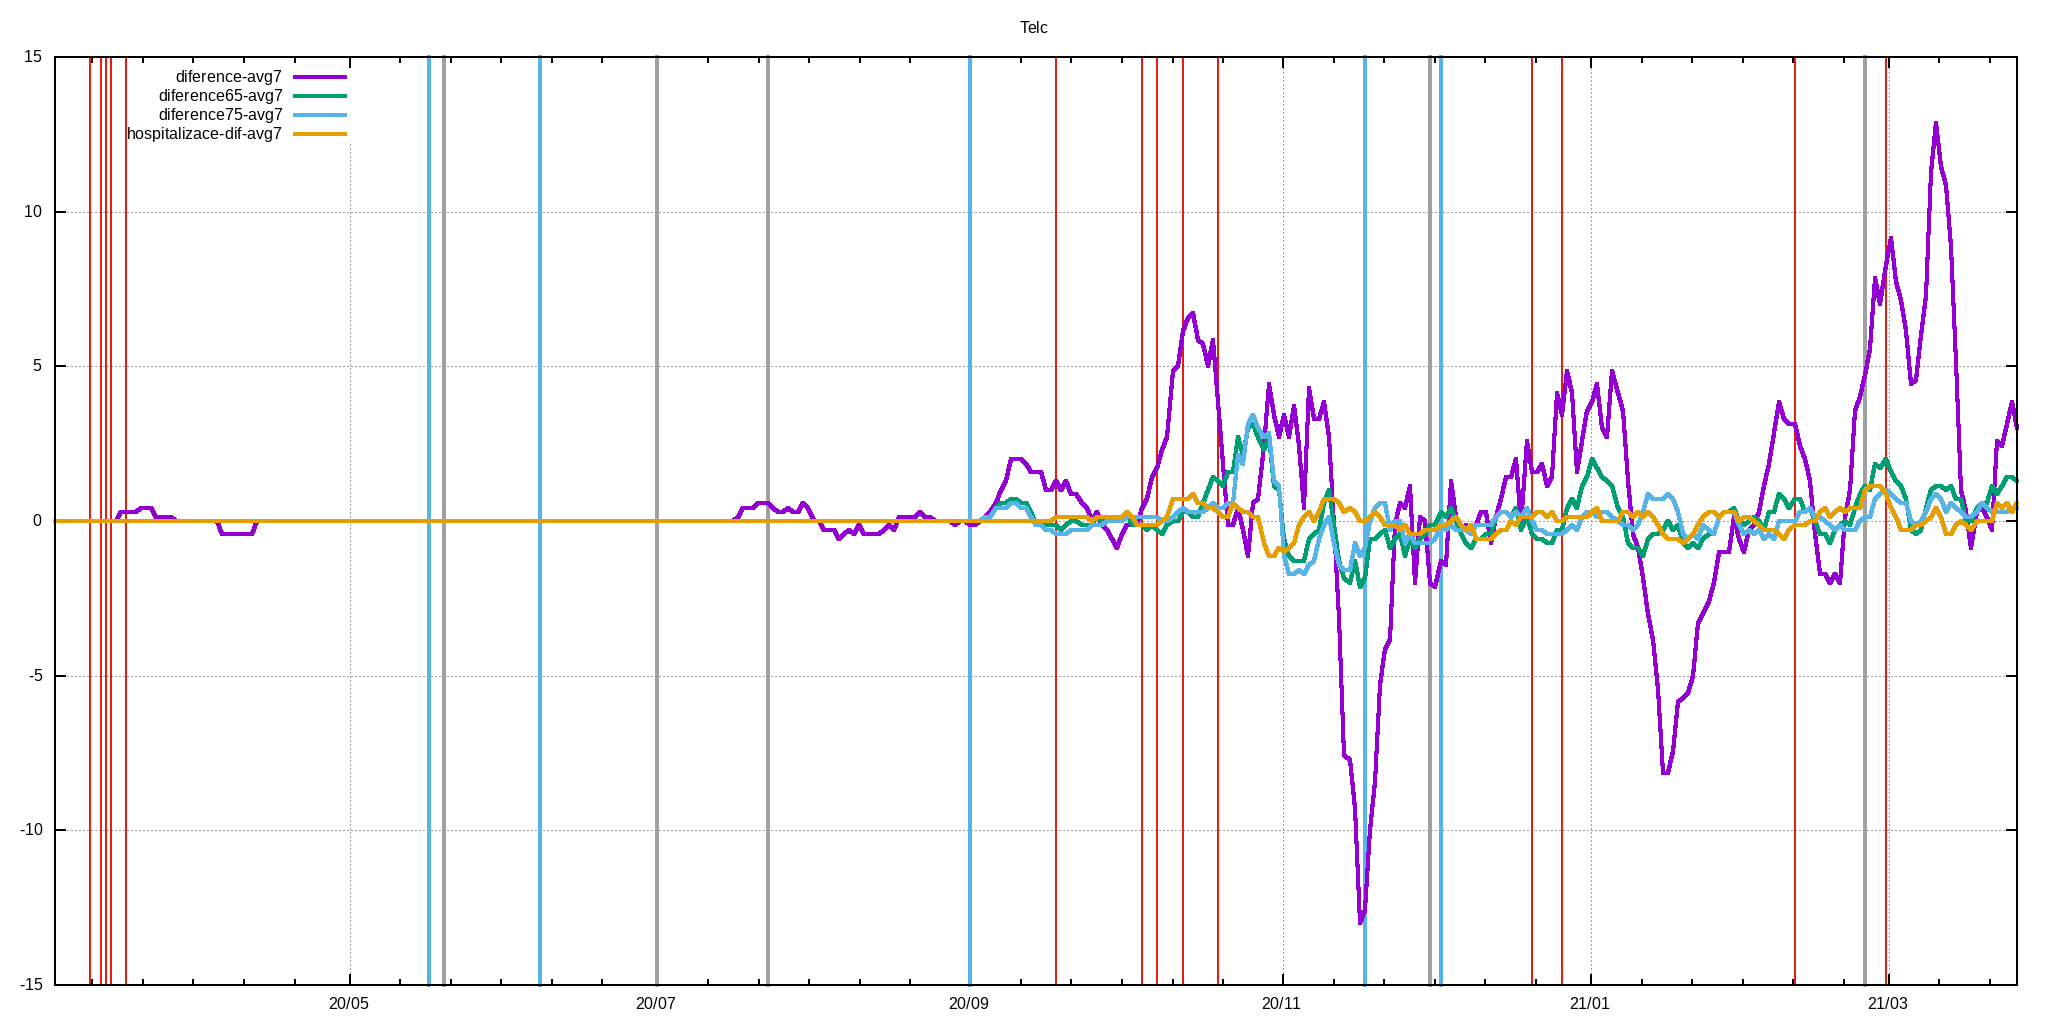 Telc
15
diference-avg7
diference65-avg7
diference75-avg7
hospitalizace-dif-avg7
10
5
0
-5
-10
-15
20/05 20/07 20/09 20/11 21/01 21/03